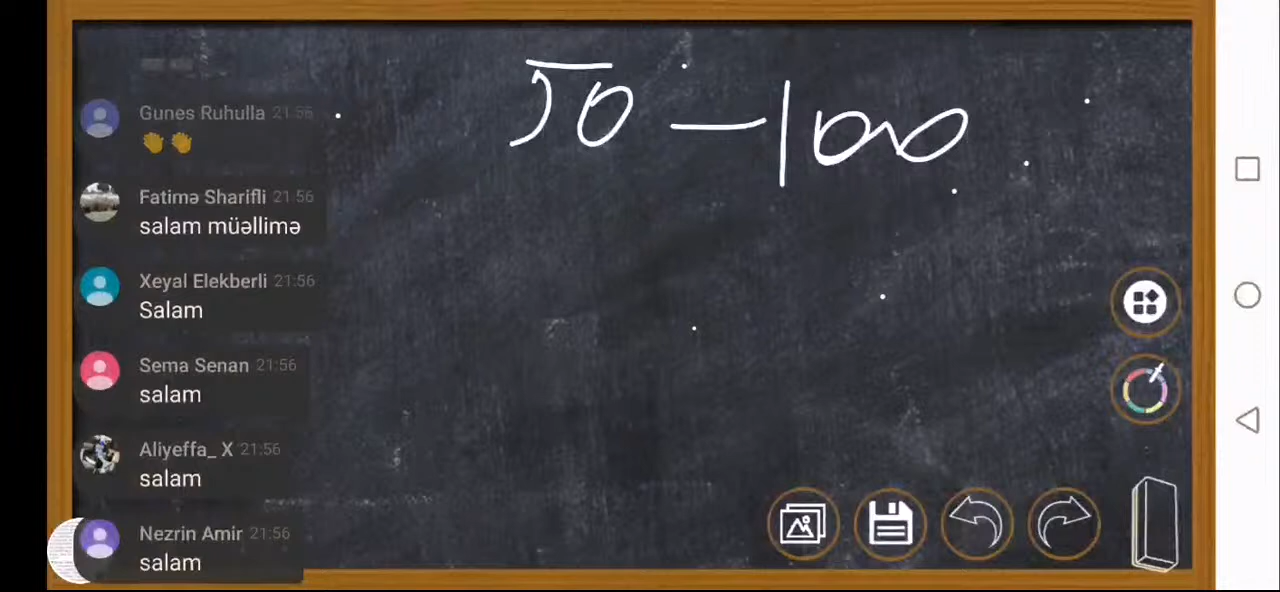 50 - 100
Gunes Ruhulla 21:56
👏👏
Fatimə Sharifli 21:56
salam müəllimə
Xeyal Elekberli 21:56
Salam
Sema Senan 21:56
salam
Aliyeffa_ X 21:56
salam
Nezrin Amir 21:56
salam